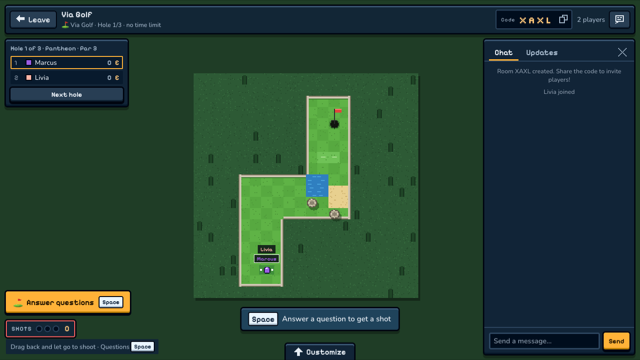 Leave
Via Golf
Via Golf · Hole 1/3 · no time limit
Code XAXL
2 players
Hole 1 of 3 · Pantheon · Par 3
1 Marcus 0
2 Livia 0
Next hole
Chat Updates
Room XAXL created. Share the code to invite
players!
Livia joined
Livia
Marcus
Answer questions Space
SHOTS 0
Drag back and let go to shoot · Questions Space
Space Answer a question to get a shot
Customize
Send a message...
Send